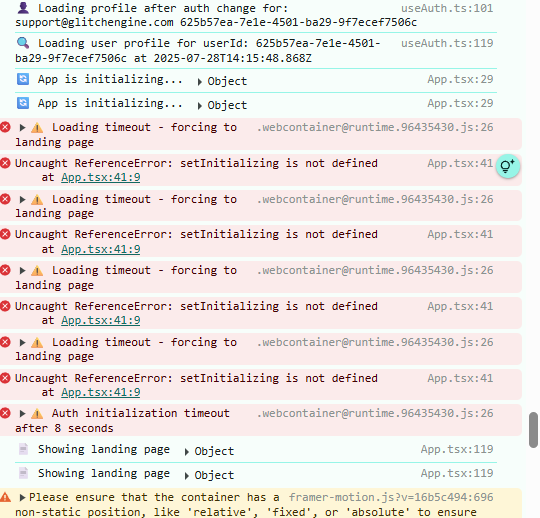 👤 Loading profile after auth change for: useAuth.ts:101
support@glitchengine.com 625b57ea-7e1e-4501-ba29-9f7ecef7506c
🔍 Loading user profile for userId: 625b57ea-7e1e-4501- useAuth.ts:119
ba29-9f7ecef7506c at 2025-07-28T14:15:48.868Z
🔄 App is initializing... ▶ Object App.tsx:29
🔄 App is initializing... ▶ Object App.tsx:29
▶ ⚠️ Loading timeout - forcing to .webcontainer@runtime.96435430.js:26
landing page
Uncaught ReferenceError: setInitializing is not defined App.tsx:41
at App.tsx:41:9
▶ ⚠️ Loading timeout - forcing to .webcontainer@runtime.96435430.js:26
landing page
Uncaught ReferenceError: setInitializing is not defined App.tsx:41
at App.tsx:41:9
▶ ⚠️ Loading timeout - forcing to .webcontainer@runtime.96435430.js:26
landing page
Uncaught ReferenceError: setInitializing is not defined App.tsx:41
at App.tsx:41:9
▶ ⚠️ Loading timeout - forcing to .webcontainer@runtime.96435430.js:26
landing page
Uncaught ReferenceError: setInitializing is not defined App.tsx:41
at App.tsx:41:9
▶ ⚠️ Auth initialization timeout .webcontainer@runtime.96435430.js:26
after 8 seconds
📄 Showing landing page ▶ Object App.tsx:119
📄 Showing landing page ▶ Object App.tsx:119
▶ Please ensure that the container has a framer-motion.js?v=16b5c494:696
non-static position, like 'relative', 'fixed', or 'absolute' to ensure